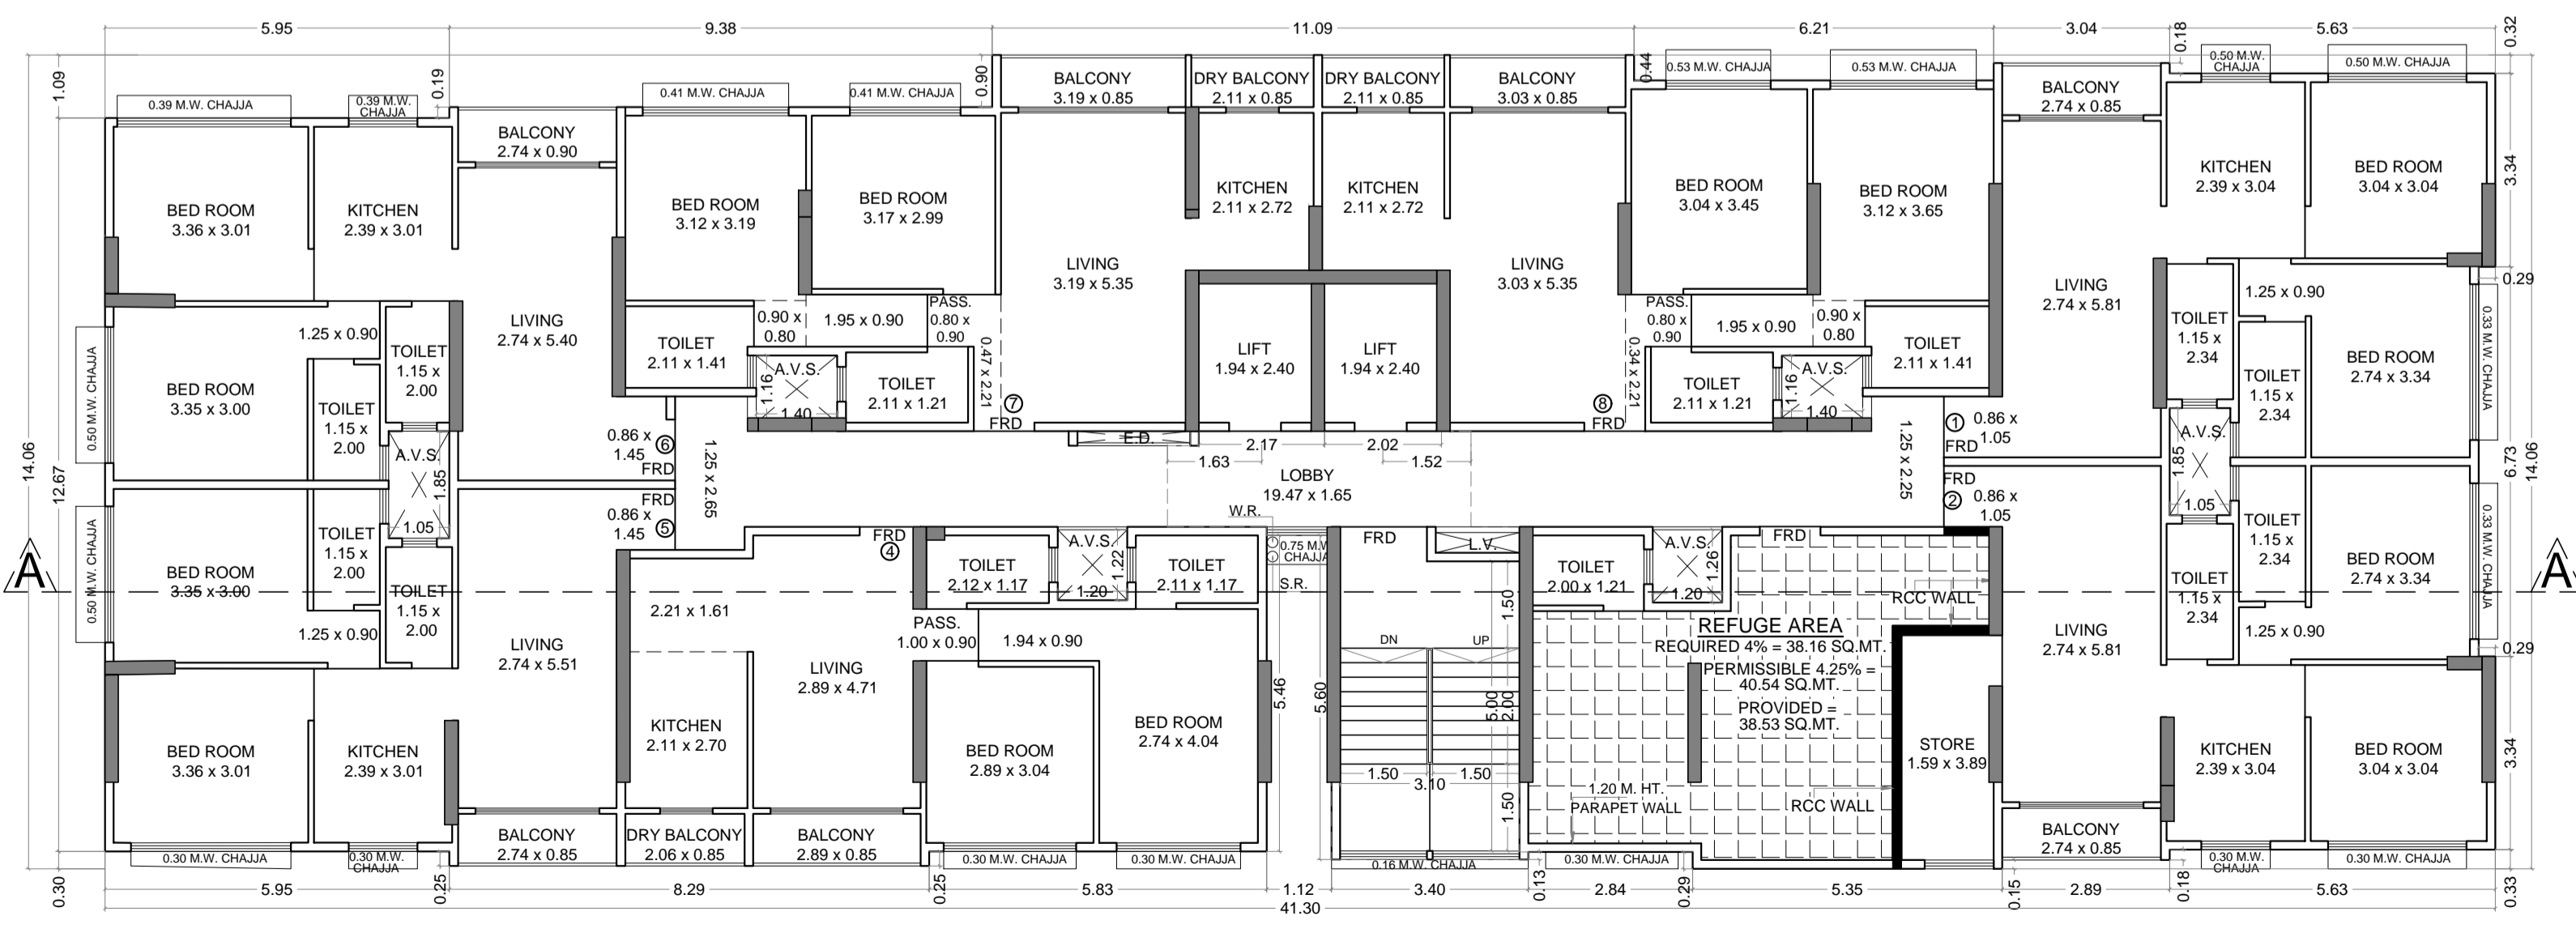 5.95
9.38
11.09
6.21
3.04
0.18
5.63
0.32
1.09
0.19
0.90
0.44
0.39 M.W. CHAJJA
0.39 M.W.
CHAJJA
0.41 M.W. CHAJJA
0.41 M.W. CHAJJA
0.53 M.W. CHAJJA
0.53 M.W. CHAJJA
0.50 M.W.
CHAJJA
0.50 M.W. CHAJJA
BALCONY
2.74 x 0.90
BALCONY
3.19 x 0.85
DRY BALCONY
2.11 x 0.85
DRY BALCONY
2.11 x 0.85
BALCONY
3.03 x 0.85
BALCONY
2.74 x 0.85
BED ROOM
3.36 x 3.01
KITCHEN
2.39 x 3.01
BED ROOM
3.12 x 3.19
BED ROOM
3.17 x 2.99
KITCHEN
2.11 x 2.72
KITCHEN
2.11 x 2.72
BED ROOM
3.04 x 3.45
BED ROOM
3.12 x 3.65
KITCHEN
2.39 x 3.04
BED ROOM
3.04 x 3.04
3.34
LIVING
2.74 x 5.40
LIVING
3.19 x 5.35
LIVING
3.03 x 5.35
LIVING
2.74 x 5.81
0.29
1.25 x 0.90
1.25 x 0.90
TOILET
1.15 x
2.00
TOILET
2.11 x 1.41
0.90 x
0.80
1.95 x 0.90
PASS.
0.80 x
0.90
0.47 x 2.21
LIFT
1.94 x 2.40
LIFT
1.94 x 2.40
0.34 x 2.21
PASS.
0.80 x
0.90
1.95 x 0.90
0.90 x
0.80
TOILET
2.11 x 1.41
TOILET
1.15 x
2.34
TOILET
1.15 x
2.34
BED ROOM
2.74 x 3.34
0.33 M.W. CHAJJA
0.50 M.W. CHAJJA
BED ROOM
3.35 x 3.00
TOILET
1.15 x
2.00
A.V.S.
1.16
1.40
TOILET
2.11 x 1.21
7
FRD
8
FRD
TOILET
2.11 x 1.21
A.V.S.
1.16
1.40
14.06
12.67
A.V.S.
1.85
1.05
0.86 x
1.45
6
FRD
1.25 x 2.65
E.D.
2.17
2.02
1.63
1.52
LOBBY
19.47 x 1.65
1.25 x 2.25
1
FRD
0.86 x
1.05
A.V.S.
1.85
1.05
6.73
14.06
FRD
0.86 x
1.45
5
FRD
2
0.86 x
1.05
W.R.
A
0.50 M.W. CHAJJA
BED ROOM
3.35 x 3.00
TOILET
1.15 x
2.00
TOILET
1.15 x
2.00
1.25 x 0.90
FRD
4
TOILET
2.12 x 1.17
A.V.S.
1.22
1.20
TOILET
2.11 x 1.17
0.75 M.W
CHAJJA
S.R.
FRD
L.V.
TOILET
2.00 x 1.21
A.V.S.
1.26
1.20
FRD
RCC WALL
TOILET
1.15 x
2.34
TOILET
1.15 x
2.34
BED ROOM
2.74 x 3.34
0.33 M.W. CHAJJA
A
1.25 x 0.90
0.29
2.21 x 1.61
PASS.
1.00 x 0.90
1.94 x 0.90
DN
UP
1.50
REFUGE AREA
REQUIRED 4% = 38.16 SQ.MT.
PERMISSIBLE 4.25% =
40.54 SQ.MT.
PROVIDED =
38.53 SQ.MT.
LIVING
2.74 x 5.51
LIVING
2.89 x 4.71
LIVING
2.74 x 5.81
5.46
5.60
5.00
2.00
BED ROOM
3.36 x 3.01
KITCHEN
2.39 x 3.01
KITCHEN
2.11 x 2.70
BED ROOM
2.89 x 3.04
BED ROOM
2.74 x 4.04
1.50
1.50
3.10
1.50
STORE
1.59 x 3.89
KITCHEN
2.39 x 3.04
BED ROOM
3.04 x 3.04
3.34
1.20 M. HT.
PARAPET WALL
RCC WALL
BALCONY
2.74 x 0.85
DRY BALCONY
2.06 x 0.85
BALCONY
2.89 x 0.85
BALCONY
2.74 x 0.85
0.30 M.W. CHAJJA
0.30 M.W.
CHAJJA
0.30 M.W. CHAJJA
0.30 M.W. CHAJJA
0.16 M.W. CHAJJA
0.30 M.W. CHAJJA
0.30 M.W.
CHAJJA
0.30 M.W. CHAJJA
0.30
5.95
0.25
8.29
0.25
5.83
1.12
3.40
0.13
2.84
0.29
5.35
0.15
2.89
0.18
5.63
0.33
41.30